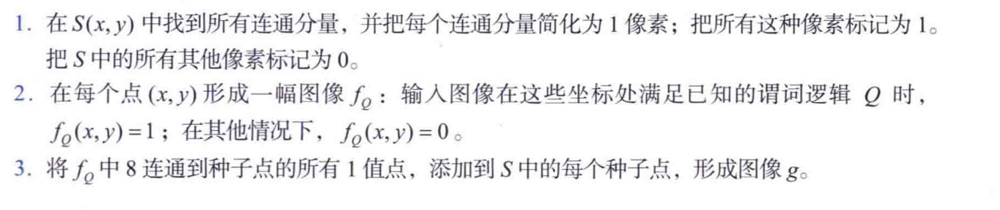 1. 在 S(x, y) 中找到所有连通分量，并把每个连通分量简化为 1 像素；把所有这种像素标记为 1。
把 S 中的所有其他像素标记为 0。
2. 在每个点 (x, y) 形成一幅图像 f_Q：输入图像在这些坐标处满足已知的谓词逻辑 Q 时，
f_Q(x, y) = 1；在其他情况下，f_Q(x, y) = 0。
3. 将 f_Q 中 8 连通到种子点的所有 1 值点，添加到 S 中的每个种子点，形成图像 g。